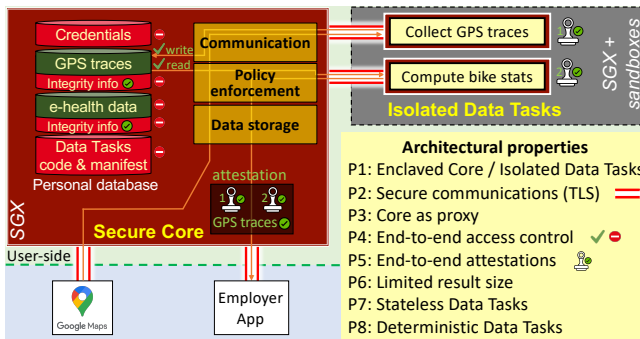 Credentials
GPS traces
Integrity info
e-health data
Integrity info
Data Tasks
code & manifest
Personal database
write
read
Communication
Policy
enforcement
Data storage
attestation
1
2
GPS traces
SGX
Secure Core
Collect GPS traces
1
Compute bike stats
2
Isolated Data Tasks
SGX +
sandboxes
User-side
Google Maps
Employer
App
Architectural properties
P1: Enclaved Core / Isolated Data Tasks
P2: Secure communications (TLS)
P3: Core as proxy
P4: End-to-end access control
P5: End-to-end attestations
P6: Limited result size
P7: Stateless Data Tasks
P8: Deterministic Data Tasks